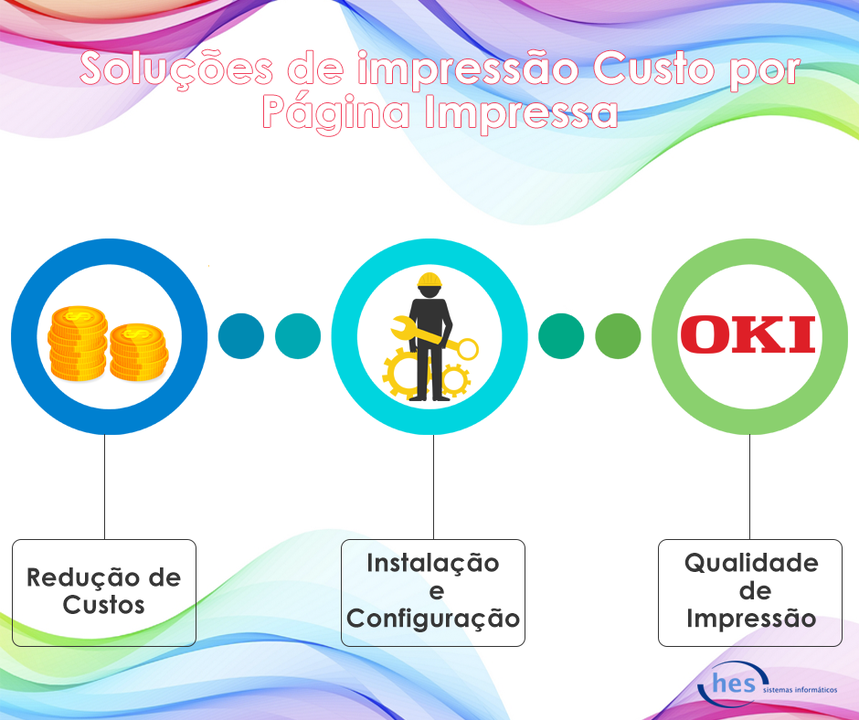 Soluções de impressão Custo por
Página Impressa
OKI
Redução de
Custos
Instalação
e
Configuração
Qualidade
de
Impressão
hes sistemas informáticos